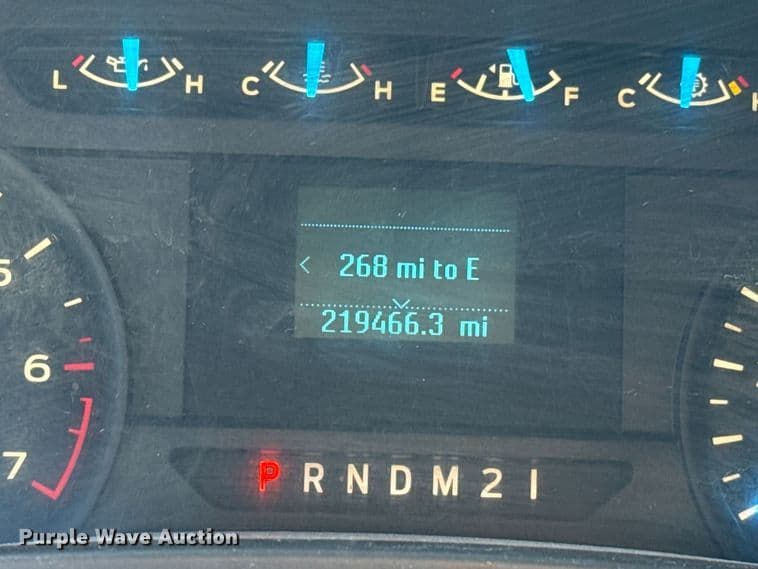 L H C H E F C H
268 mi to E
219466.3 mi
5
6
7
P R N D M 2 1
Purple Wave Auction